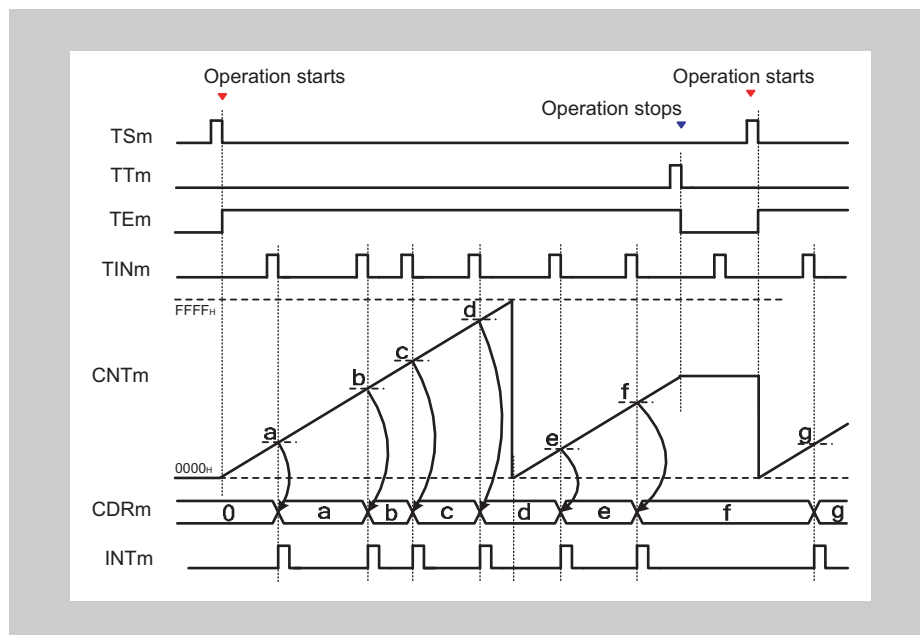 Operation starts
Operation starts
Operation stops
TSm
TTm
TEm
TINm
FFFFH
d
c
b
f
CNTm
a
e
g
0000H
CDRm
0 a b c d e f g
INTm